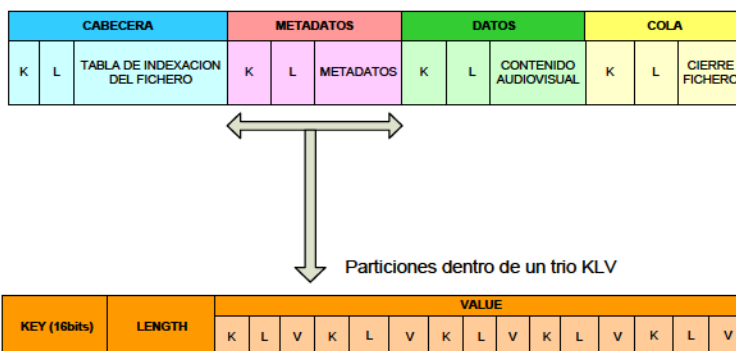 CABECERA METADATOS DATOS COLA
K L TABLA DE INDEXACION DEL FICHERO K L METADATOS K L CONTENIDO AUDIOVISUAL K L CIERRE FICHERO
Particiones dentro de un trio KLV
KEY (16bits) LENGTH VALUE
K L V K L V K L V K L V K L V